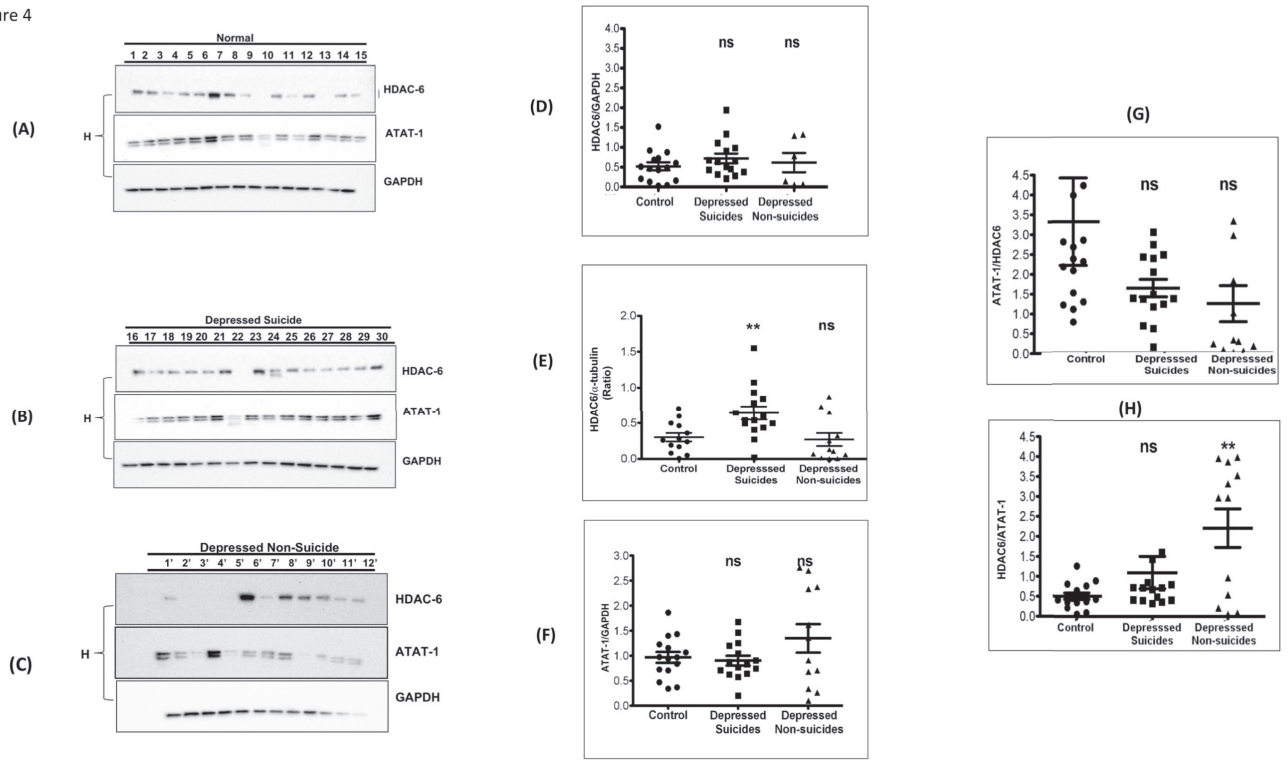 ure 4
Normal
1 2 3 4 5 6 7 8 9 10 11 12 13 14 15
(A)
H
HDAC-6
ATAT-1
GAPDH
Depressed Suicide
16 17 18 19 20 21 22 23 24 25 26 27 28 29 30
(B)
H
HDAC-6
ATAT-1
GAPDH
Depressed Non-Suicide
1' 2' 3' 4' 5' 6' 7' 8' 9' 10' 11' 12'
(C)
H
HDAC-6
ATAT-1
GAPDH
(D)
HDAC6/GAPDH
4.0
3.5
3.0
2.5
2.0
1.5
1.0
0.5
0.0
ns
ns
Control
Depressed
Suicides
Depressed
Non-suicides
(E)
HDAC6/α-tubulin
(Ratio)
2.0
1.5
1.0
0.5
0.0
**
ns
Control
Depresssed
Suicides
Depresssed
Non-suicides
(F)
ATAT-1/GAPDH
3.0
2.5
2.0
1.5
1.0
0.5
0.0
ns
ns
Control
Depressed
Suicides
Depressed
Non-suicides
(G)
ATAT-1/HDAC6
4.5
4.0
3.5
3.0
2.5
2.0
1.5
1.0
0.5
0.0
ns
ns
Control
Depresssed
Suicides
Depresssed
Non-suicides
(H)
HDAC6/ATAT-1
4.5
4.0
3.5
3.0
2.5
2.0
1.5
1.0
0.5
0.0
ns
**
Control
Depresssed
Suicides
Depresssed
Non-suicides